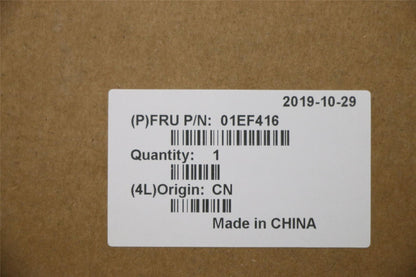 2019-10-29
(P)FRU P/N: 01EF416
Quantity: 1
(4L)Origin: CN
Made in CHINA